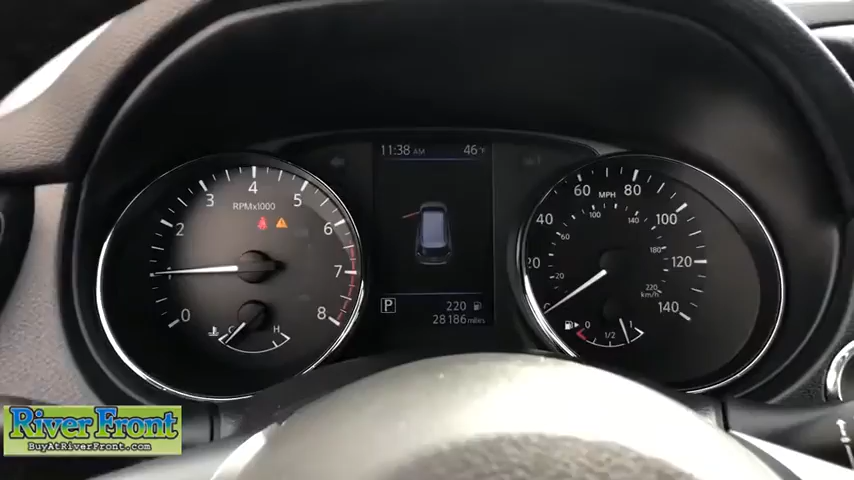 11:38 AM 46°F
RPMx1000
0
1
2
3
4
5
6
7
8
C H
P
220
28186 miles
MPH
20
40
60
80
100
120
140
km/h
20
60
100
140
180
220
0 1/2 1
River Front
BuyAtRiverFront.com